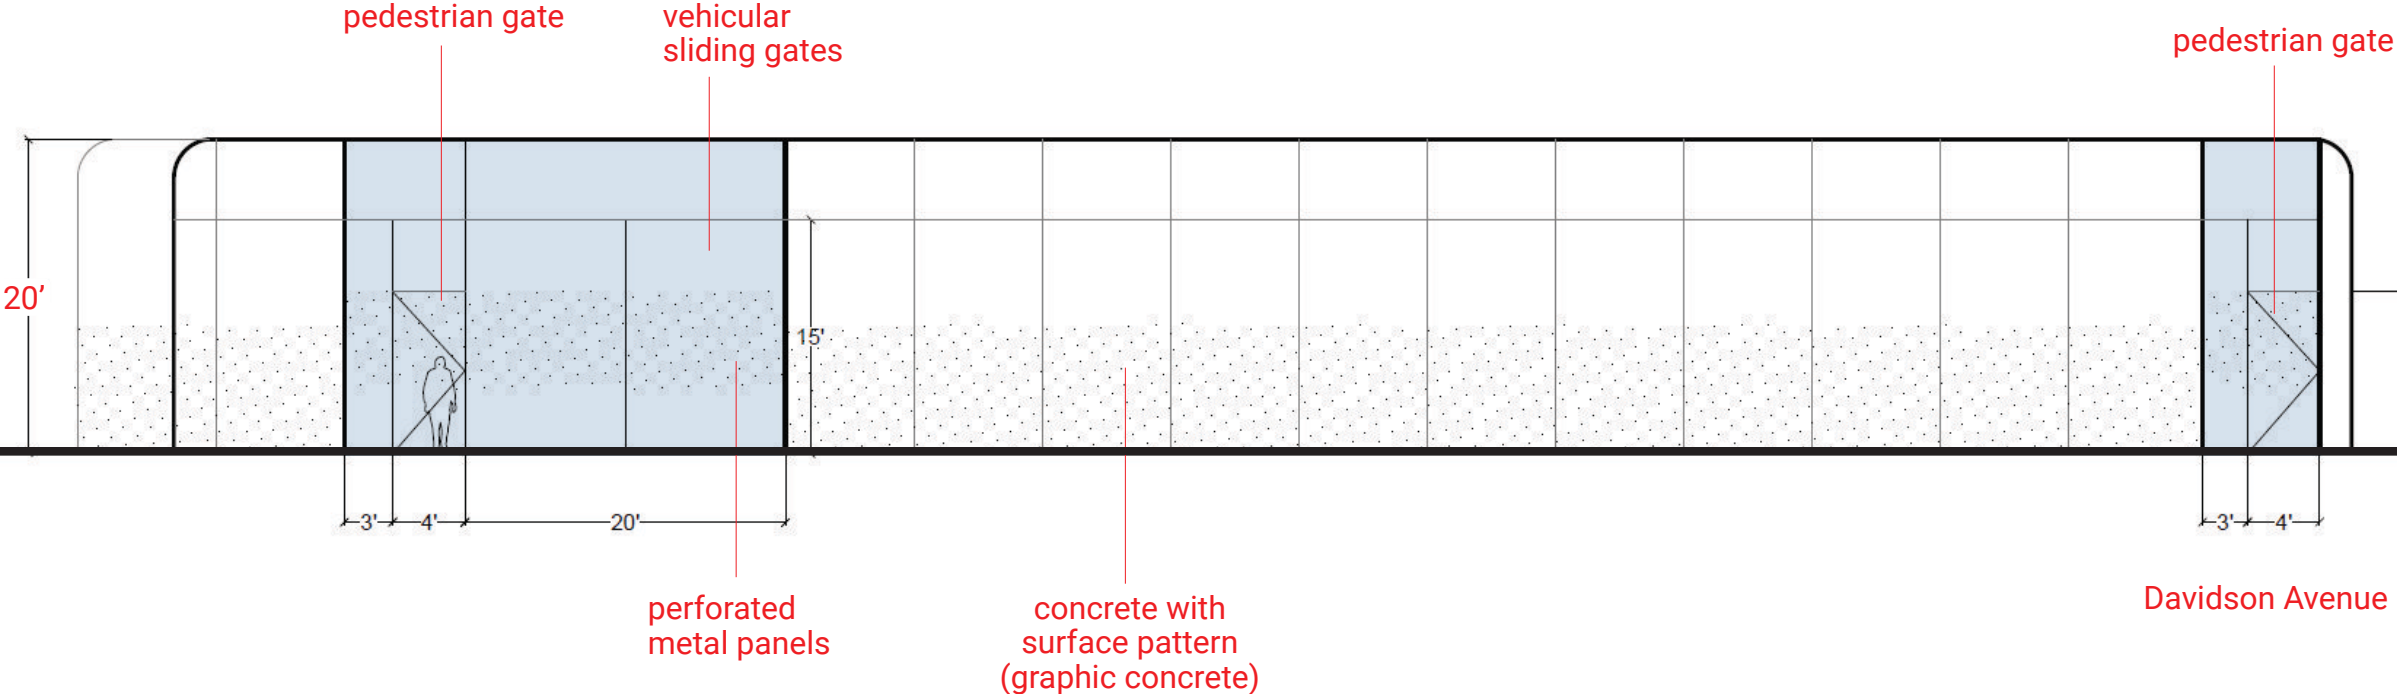 pedestrian gate
vehicular
sliding gates
pedestrian gate
20’
15'
3'
4'
20'
3'
4'
perforated
metal panels
concrete with
surface pattern
(graphic concrete)
Davidson Avenue